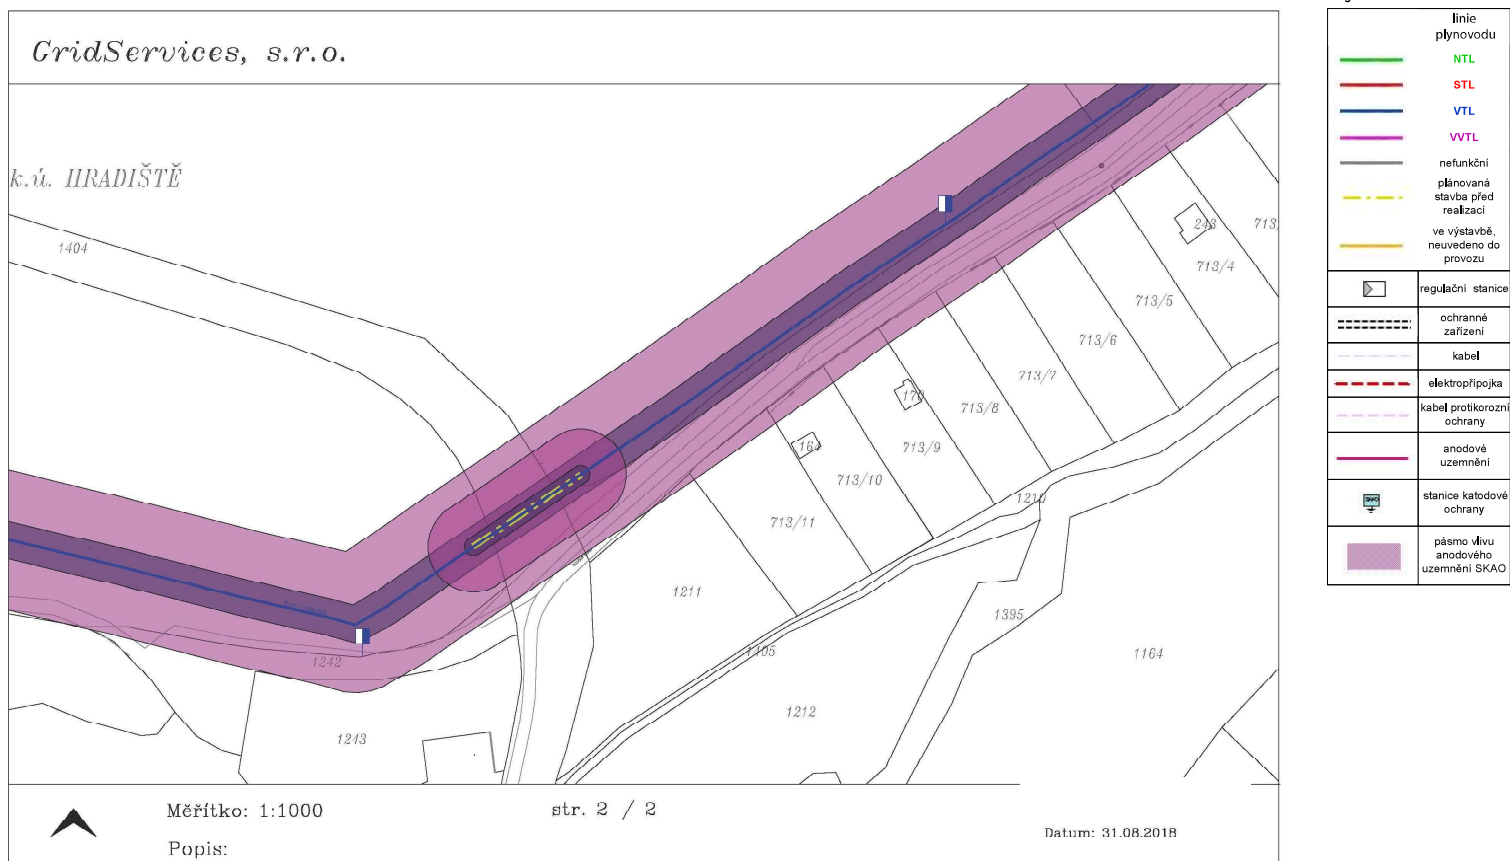 GridServices, s.r.o.
k.ú. HRADIŠTĚ
1404
243
713/4
713/5
713/6
713/7
713/8
170
713/9
164
713/10
713/11
1210
1211
1395
1242
1405
1164
1212
1243
Měřítko: 1:1000
str. 2 / 2
Datum: 31.08.2018
Popis:
linie
plynovodu
NTL
STL
VTL
VVTL
nefunkční
plánovaná
stavba před
realizací
ve výstavbě,
neuvedeno do
provozu
regulační stanice
ochranné
zařízení
kabel
elektropřípojka
kabel protikorozní
ochrany
anodové
uzemnění
stanice katodové
ochrany
pásmo vlivu
anodového
uzemnění SKAO